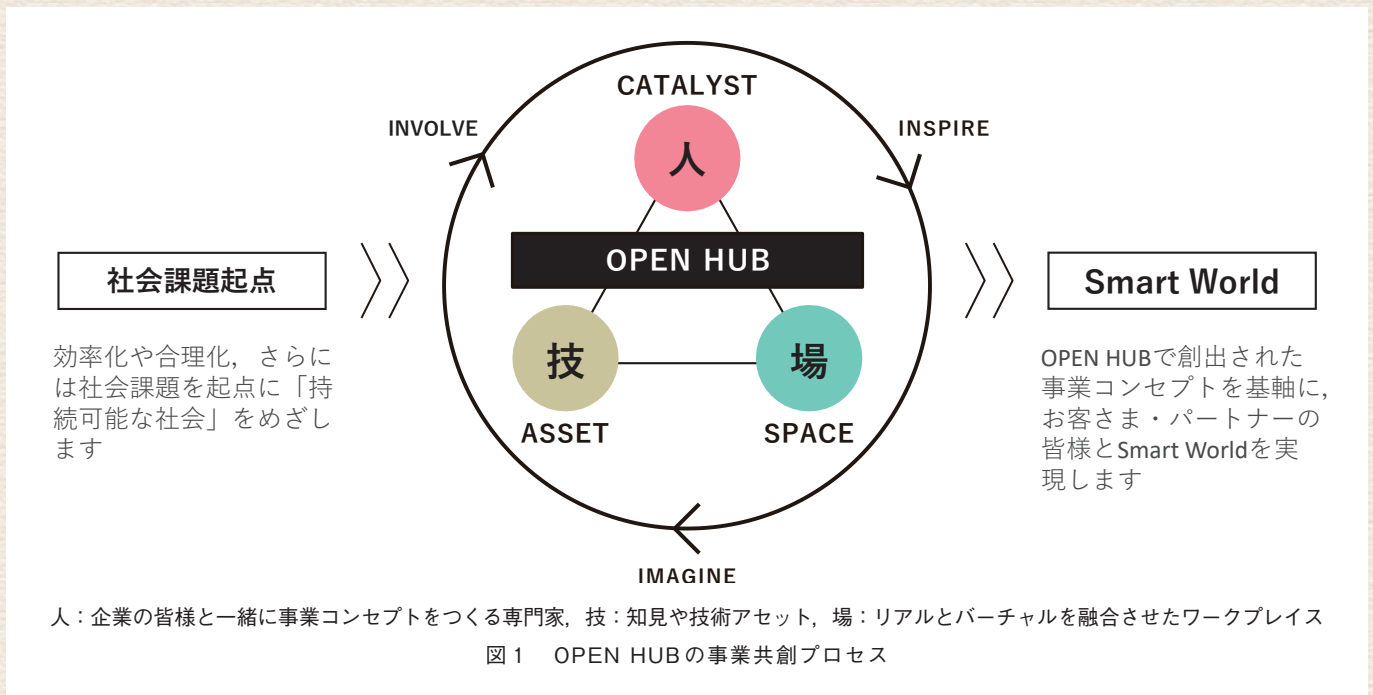 CATALYST
INVOLVE
INSPIRE
人
OPEN HUB
社会課題起点
Smart World
効率化や合理化，さらに
は社会課題を起点に「持
続可能な社会」をめざし
ます
技
場
OPEN HUBで創出された
事業コンセプトを基軸に，
お客さま・パートナーの
皆様とSmart Worldを実
現します
ASSET
SPACE
IMAGINE
人：企業の皆様と一緒に事業コンセプトをつくる専門家，技：知見や技術アセット，場：リアルとバーチャルを融合させたワークプレイス
図1 OPEN HUBの事業共創プロセス